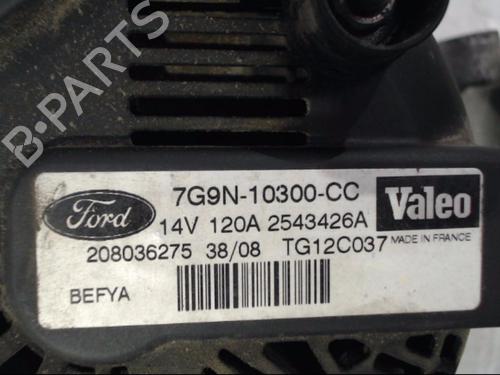 B-PARTS
Ford
7G9N-10300-CC
Valeo
14V 120A 2543426A
MADE IN FRANCE
208036275 38/08 TG12C037
BEFYA